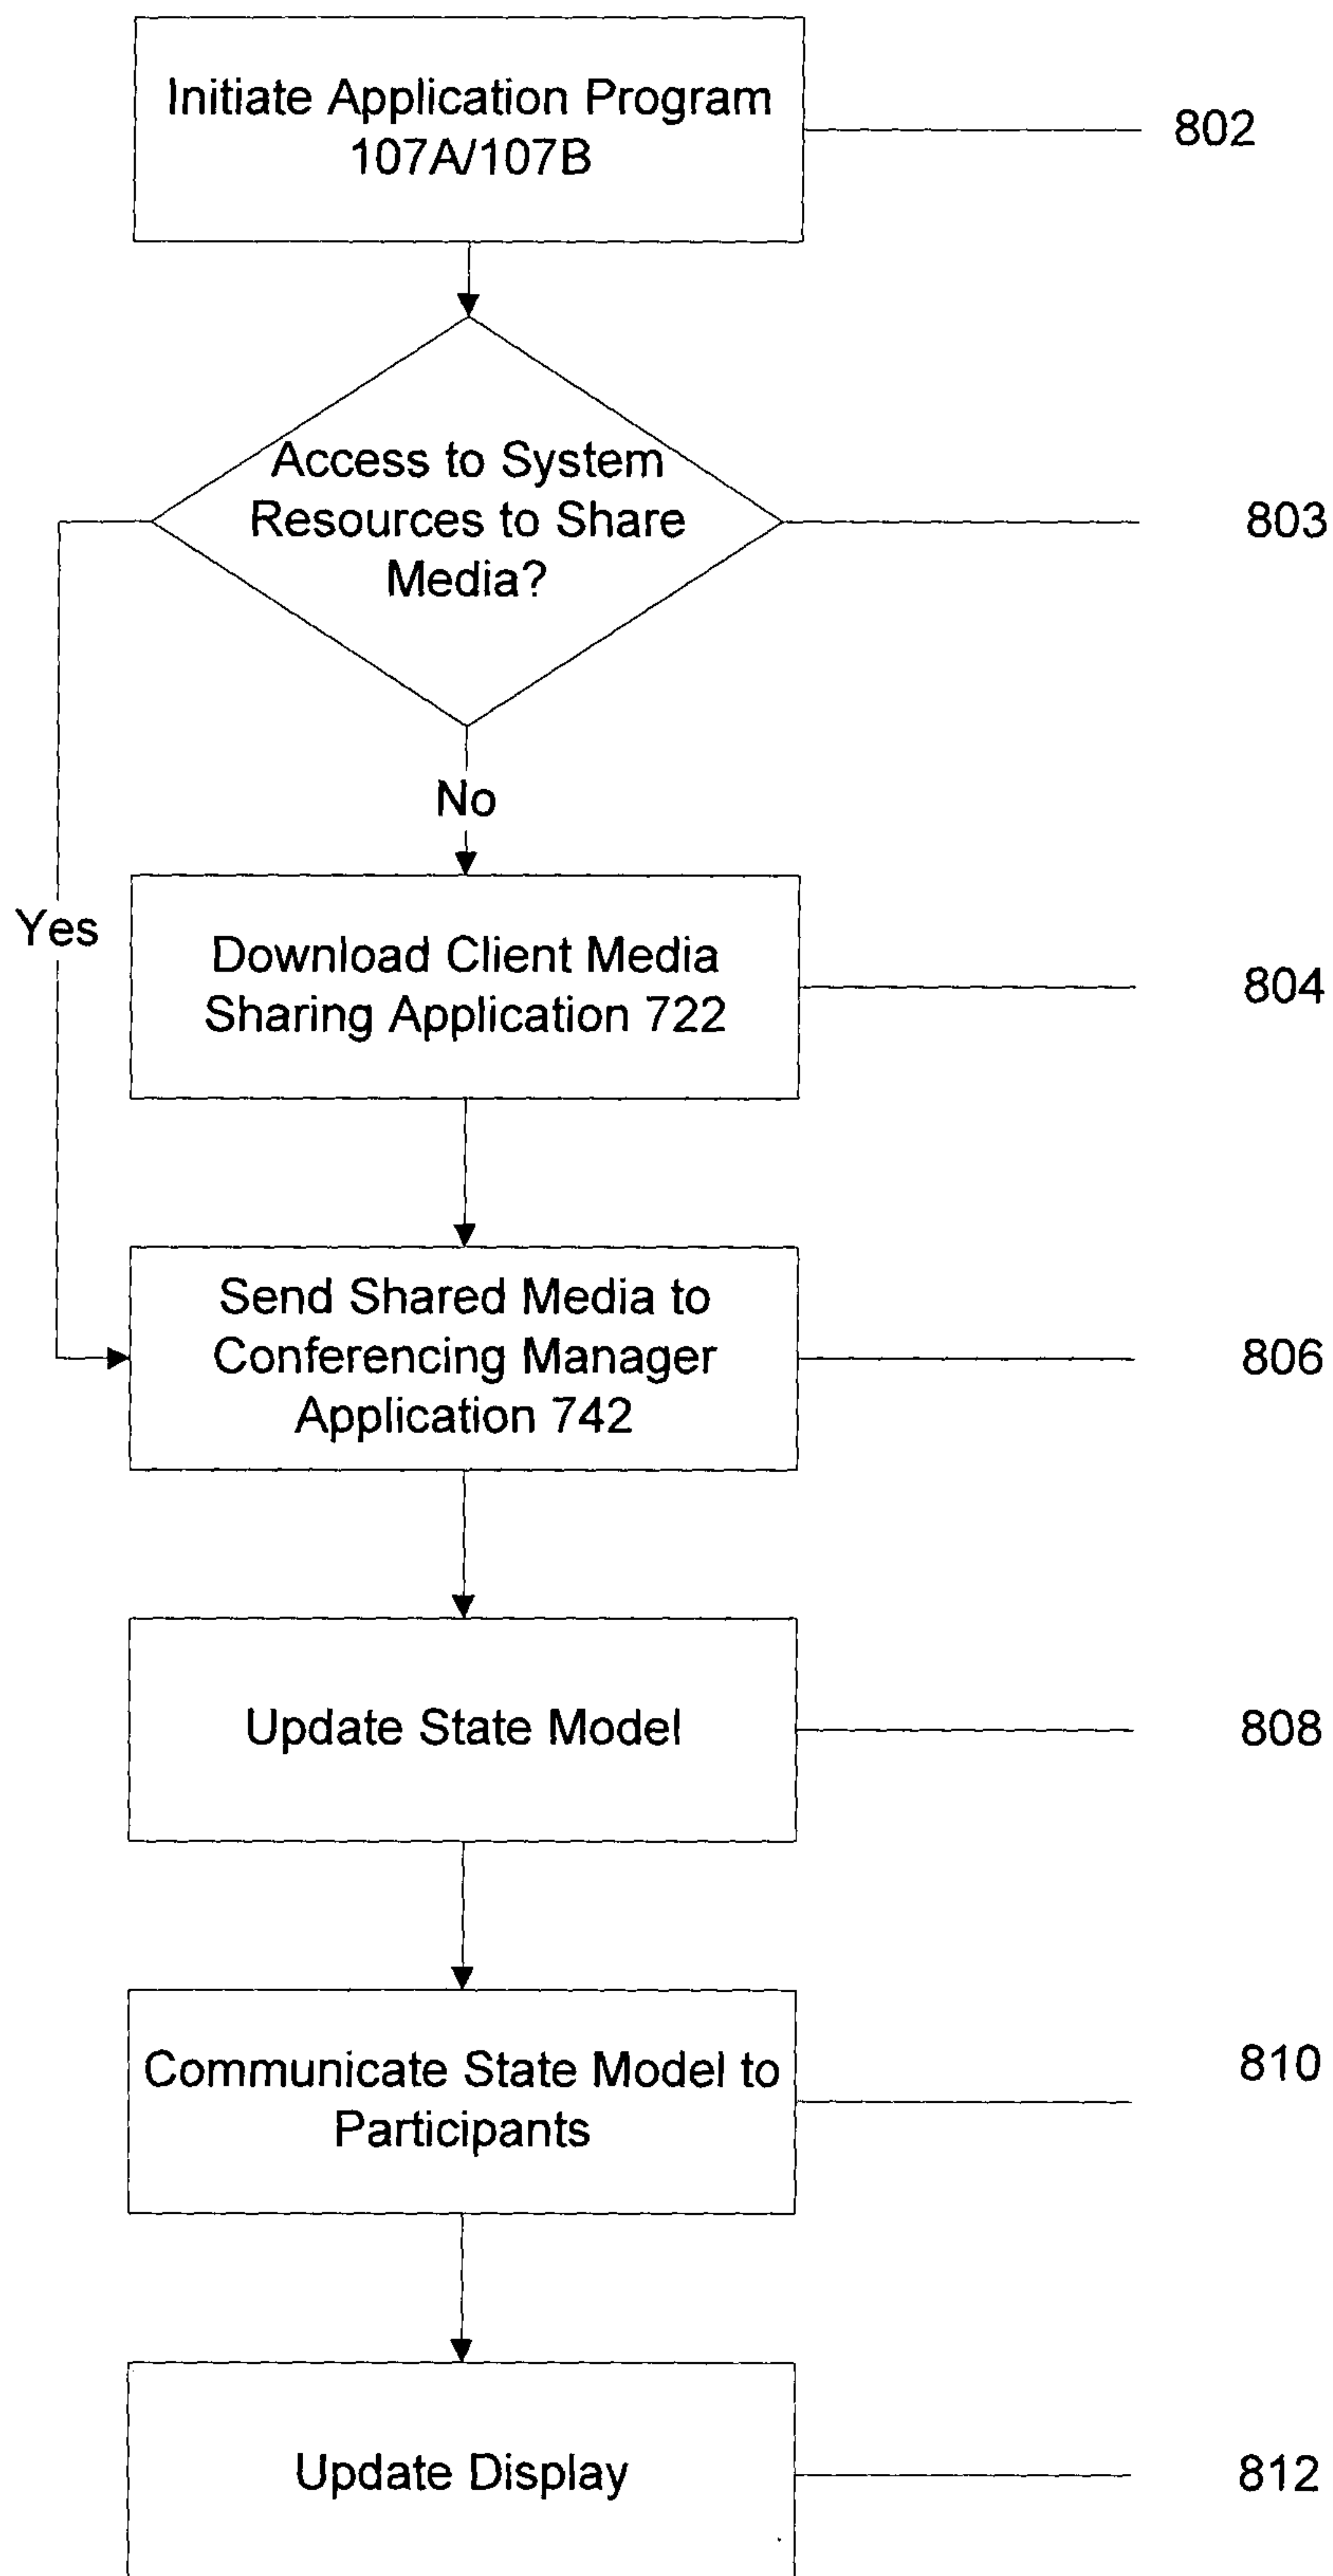 Initiate Application Program
107A/107B
802
Access to System
Resources to Share
Media?
803
No
Yes
Download Client Media
Sharing Application 722
804
Send Shared Media to
Conferencing Manager
Application 742
806
Update State Model
808
Communicate State Model to
Participants
810
Update Display
812